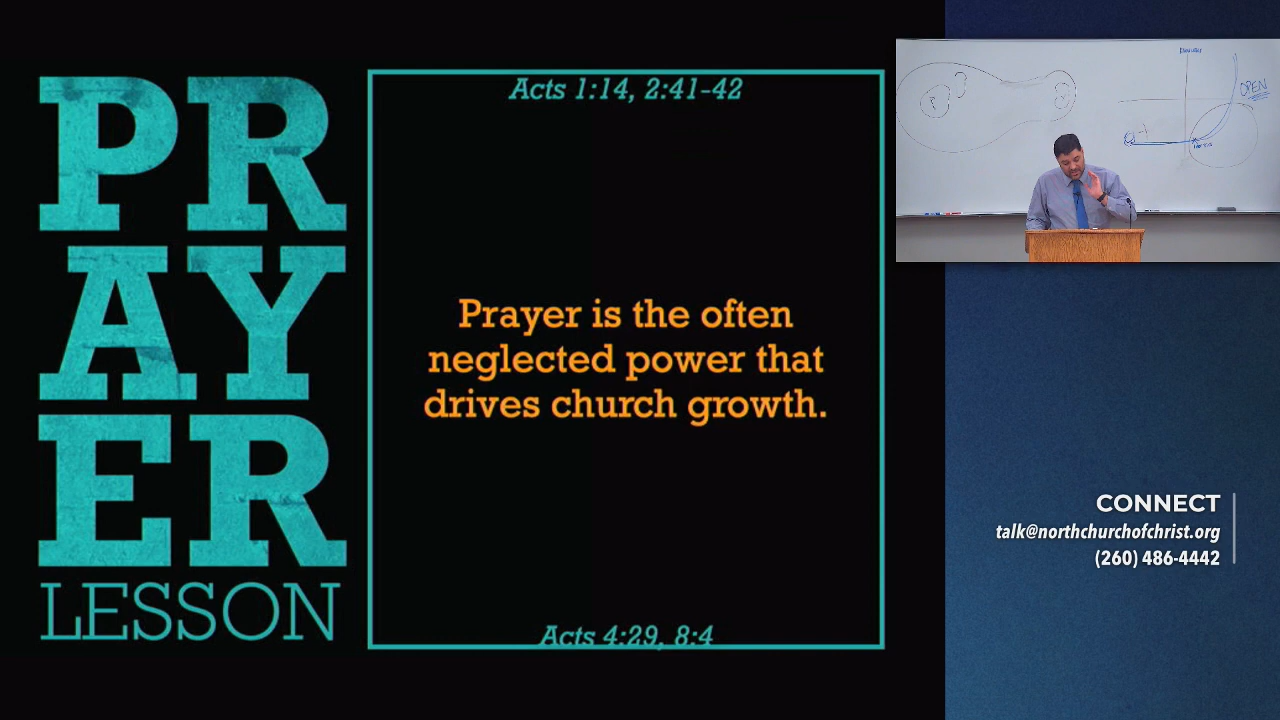 PR
AY
ER
LESSON
Acts 1:14, 2:41-42
Prayer is the often
neglected power that
drives church growth.
Acts 4:29, 8:4
OPEN
CONNECT
talk@northchurchofchrist.org
(260) 486-4442